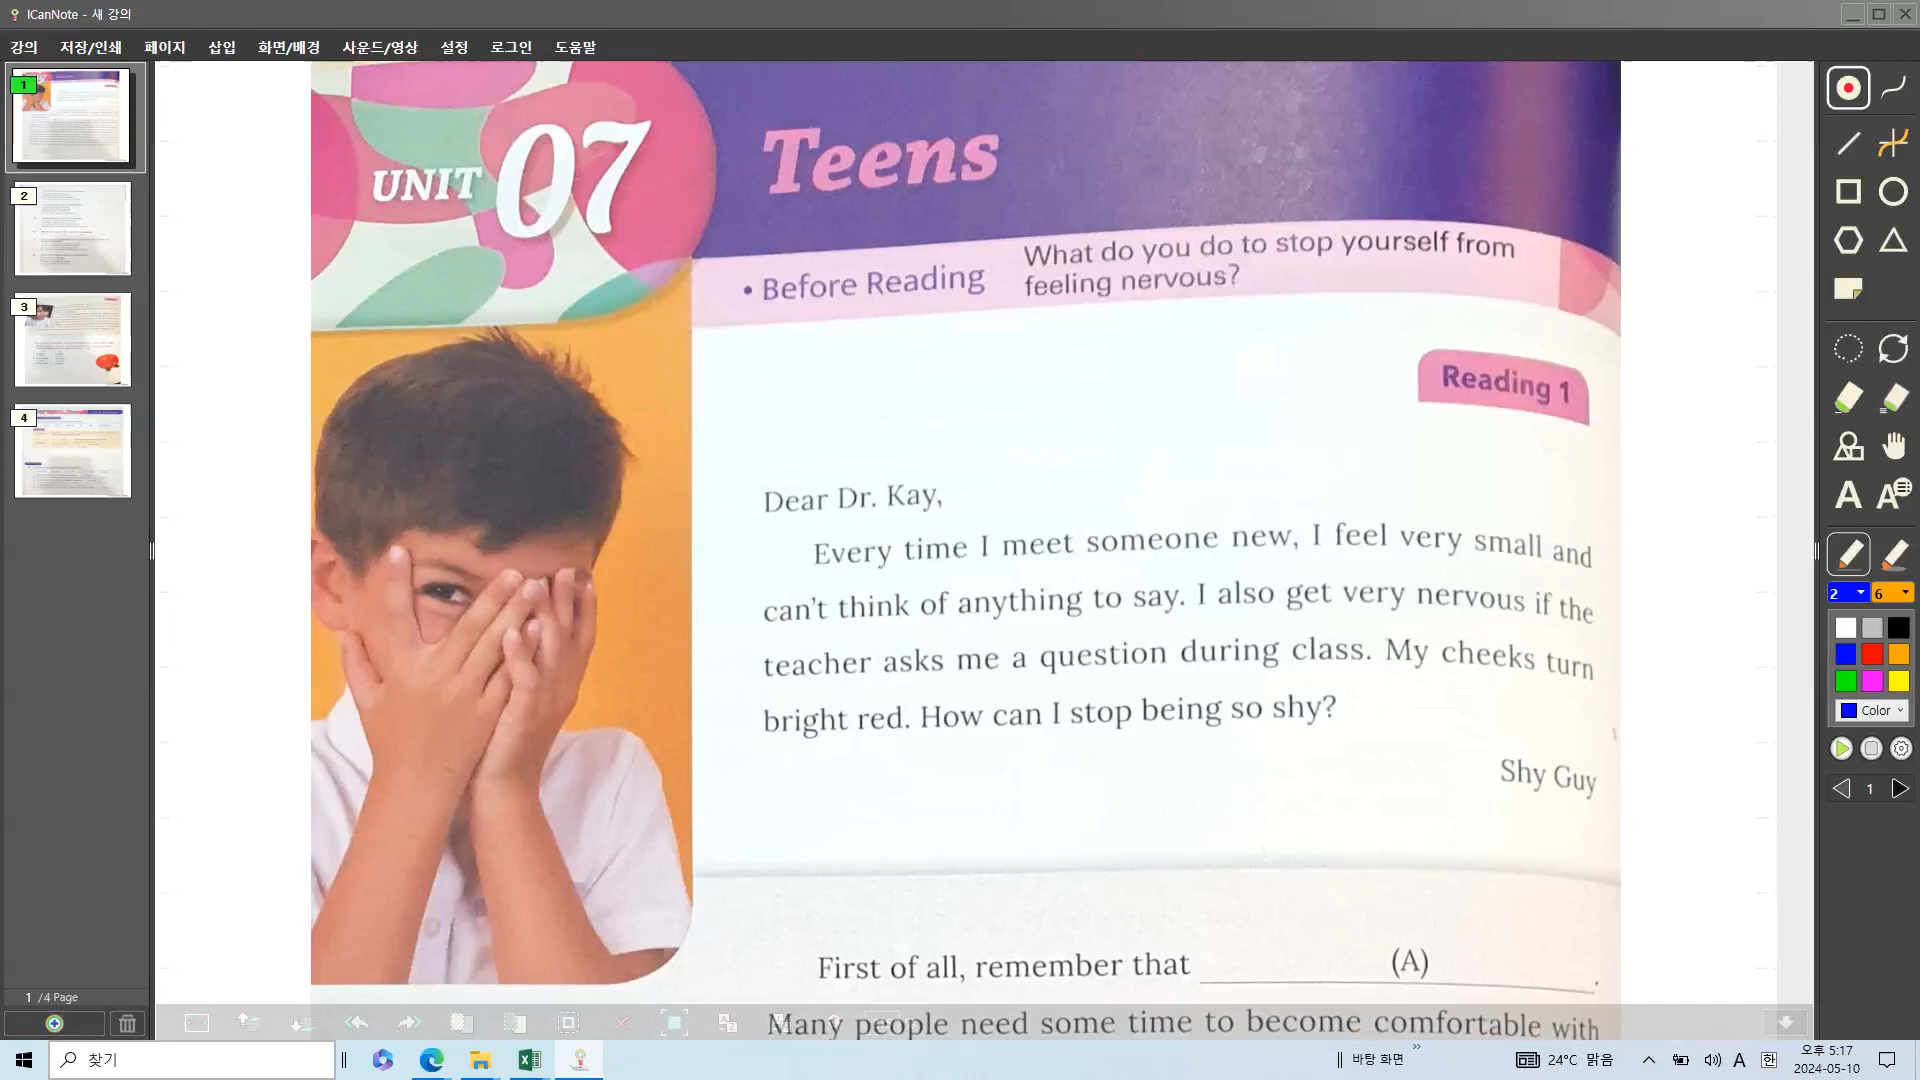 ICanNote - 새 강의
강의 저장/인쇄 페이지 삽입 화면/배경 사운드/영상 설정 로그인 도움말
1
2
3
4
1 /4 Page
UNIT 07
Teens
• Before Reading
What do you do to stop yourself from
feeling nervous?
Reading 1
Dear Dr. Kay,
Every time I meet someone new, I feel very small and
can't think of anything to say. I also get very nervous if the
teacher asks me a question during class. My cheeks turn
bright red. How can I stop being so shy?
Shy Guy
First of all, remember that (A) .
Many people need some time to become comfortable with
A A
2 6
Color
1
찾기
바탕 화면
24°C 맑음
A 한
오후 5:17
2024-05-10